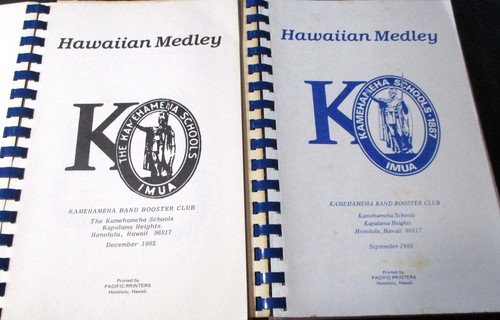 Hawaiian Medley
K
THE KAMEHAMEHA SCHOOLS
IMUA
KAMEHAMEHA BAND BOOSTER CLUB
The Kamehameha Schools
Kapalama Heights
Honolulu, Hawaii 96817
December 1985
Printed by
PACIFIC PRINTERS
Honolulu, Hawaii
Hawaiian Medley
K
KAMEHAMEHA SCHOOLS · 1887
IMUA
KAMEHAMEHA BAND BOOSTER CLUB
Kamehameha Schools
Kapalama Heights
Honolulu, Hawaii 96817
September 1988
Printed by
PACIFIC PRINTERS
Honolulu, Hawaii